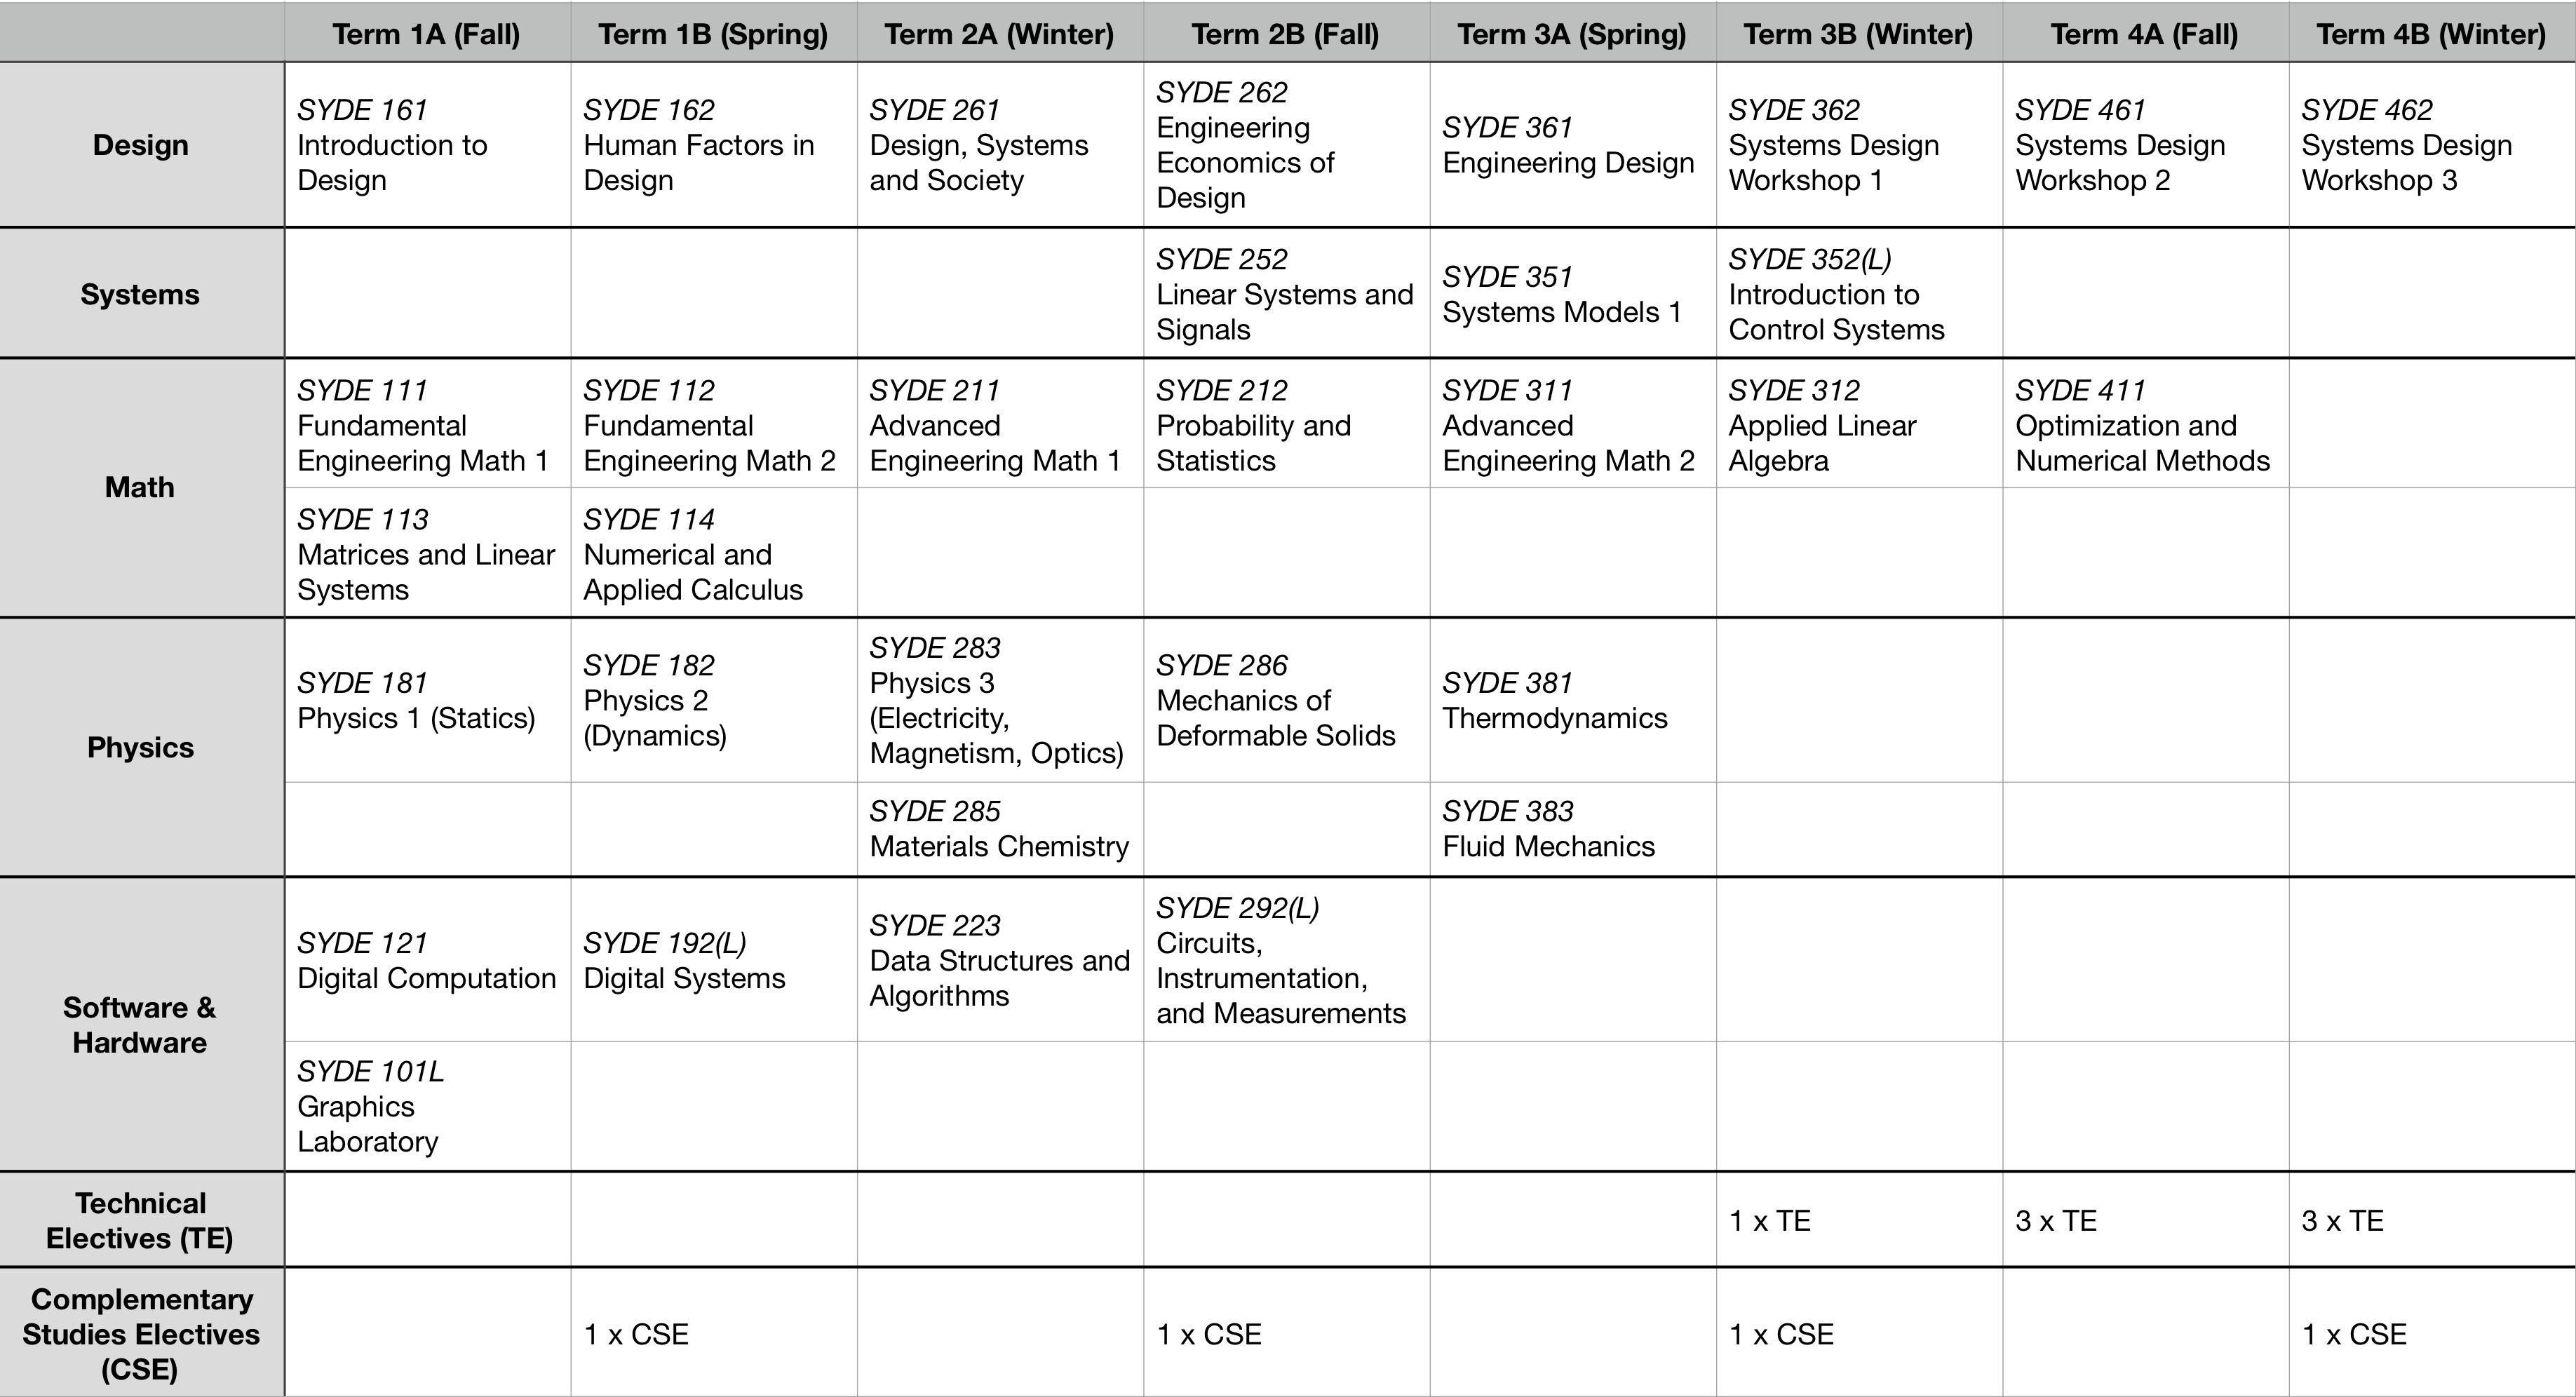 Term 1A (Fall) Term 1B (Spring) Term 2A (Winter) Term 2B (Fall) Term 3A (Spring) Term 3B (Winter) Term 4A (Fall) Term 4B (Winter)
Design
SYDE 161
Introduction to
Design
SYDE 162
Human Factors in
Design
SYDE 261
Design, Systems
and Society
SYDE 262
Engineering
Economics of
Design
SYDE 361
Engineering Design
SYDE 362
Systems Design
Workshop 1
SYDE 461
Systems Design
Workshop 2
SYDE 462
Systems Design
Workshop 3
Systems
SYDE 252
Linear Systems and
Signals
SYDE 351
Systems Models 1
SYDE 352(L)
Introduction to
Control Systems
Math
SYDE 111
Fundamental
Engineering Math 1
SYDE 112
Fundamental
Engineering Math 2
SYDE 211
Advanced
Engineering Math 1
SYDE 212
Probability and
Statistics
SYDE 311
Advanced
Engineering Math 2
SYDE 312
Applied Linear
Algebra
SYDE 411
Optimization and
Numerical Methods
SYDE 113
Matrices and Linear
Systems
SYDE 114
Numerical and
Applied Calculus
Physics
SYDE 181
Physics 1 (Statics)
SYDE 182
Physics 2
(Dynamics)
SYDE 283
Physics 3
(Electricity,
Magnetism, Optics)
SYDE 286
Mechanics of
Deformable Solids
SYDE 381
Thermodynamics
SYDE 285
Materials Chemistry
SYDE 383
Fluid Mechanics
Software &
Hardware
SYDE 121
Digital Computation
SYDE 192(L)
Digital Systems
SYDE 223
Data Structures and
Algorithms
SYDE 292(L)
Circuits,
Instrumentation,
and Measurements
SYDE 101L
Graphics
Laboratory
Technical
Electives (TE)
1 x TE
3 x TE
3 x TE
Complementary
Studies Electives
(CSE)
1 x CSE
1 x CSE
1 x CSE
1 x CSE